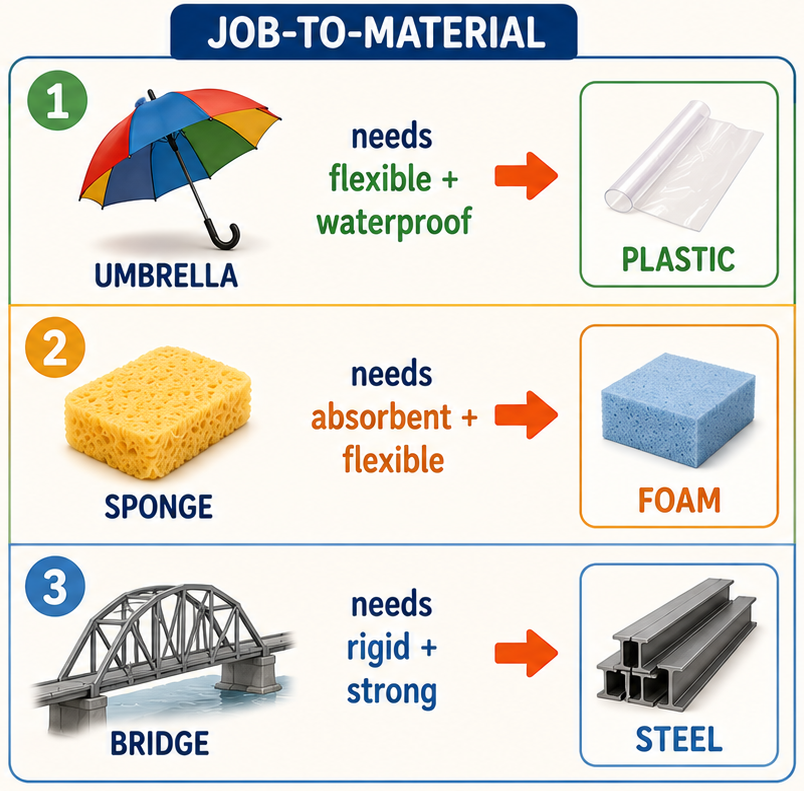 JOB-TO-MATERIAL
1
needs
flexible +
waterproof
UMBRELLA
PLASTIC
2
needs
absorbent +
flexible
SPONGE
FOAM
3
needs
rigid +
strong
BRIDGE
STEEL